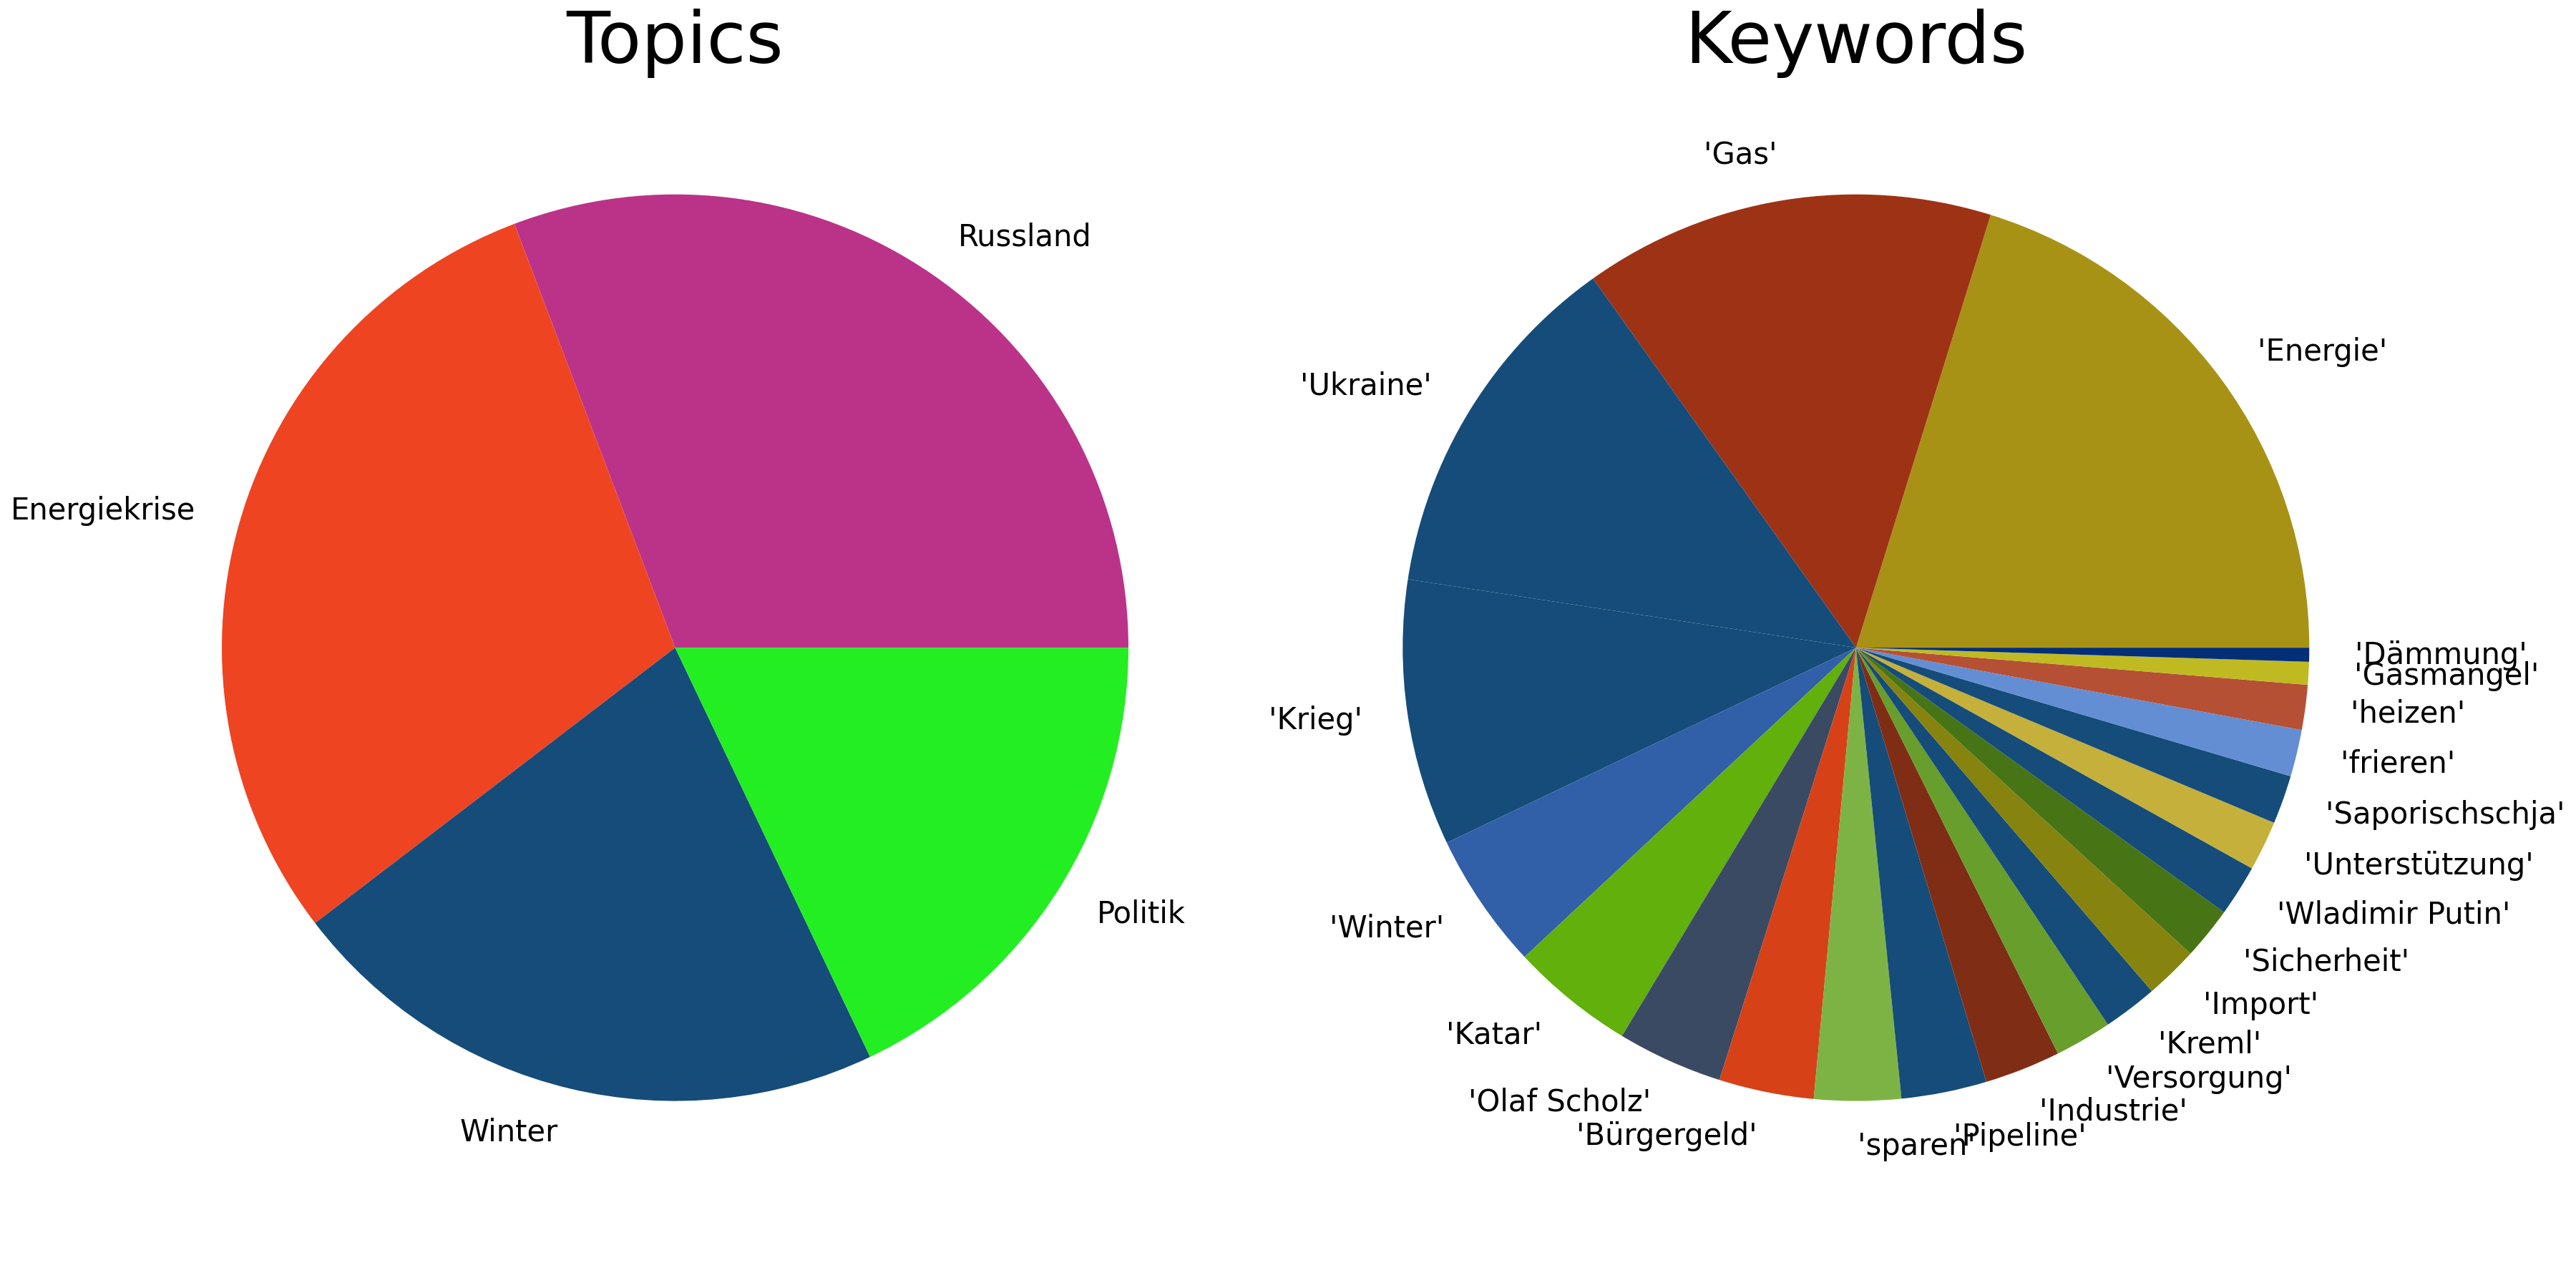 Topics
Russland
Energiekrise
Winter
Politik
Keywords
'Energie'
'Gas'
'Ukraine'
'Krieg'
'Winter'
'Katar'
'Olaf Scholz'
'Bürgergeld'
'sparen'
'Pipeline'
'Industrie'
'Versorgung'
'Kreml'
'Import'
'Sicherheit'
'Wladimir Putin'
'Unterstützung'
'Saporischschja'
'frieren'
'heizen'
'Gasmangel'
'Dämmung'